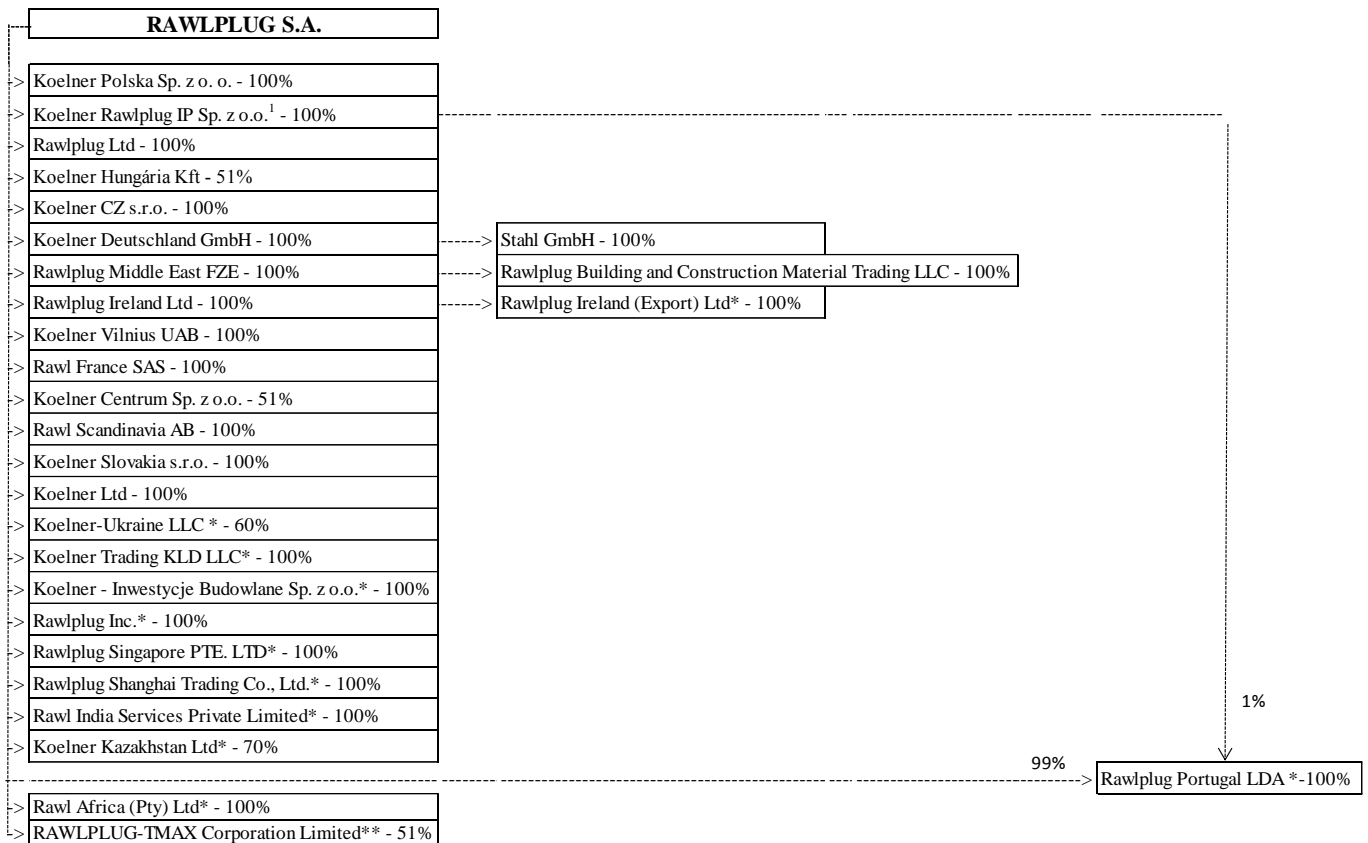 RAWLPLUG S.A.
Koelner Polska Sp. z o. o. - 100%
Koelner Rawlplug IP Sp. z o.o.¹ - 100%
Rawlplug Ltd - 100%
Koelner Hungária Kft - 51%
Koelner CZ s.r.o. - 100%
Koelner Deutschland GmbH - 100%
Stahl GmbH - 100%
Rawlplug Middle East FZE - 100%
Rawlplug Building and Construction Material Trading LLC - 100%
Rawlplug Ireland Ltd - 100%
Rawlplug Ireland (Export) Ltd* - 100%
Koelner Vilnius UAB - 100%
Rawl France SAS - 100%
Koelner Centrum Sp. z o.o. - 51%
Rawl Scandinavia AB - 100%
Koelner Slovakia s.r.o. - 100%
Koelner Ltd - 100%
Koelner-Ukraine LLC * - 60%
Koelner Trading KLD LLC* - 100%
Koelner - Inwestycje Budowlane Sp. z o.o.* - 100%
Rawlplug Inc.* - 100%
Rawlplug Singapore PTE. LTD* - 100%
Rawlplug Shanghai Trading Co., Ltd.* - 100%
Rawl India Services Private Limited* - 100%
1%
Koelner Kazakhstan Ltd* - 70%
99%
Rawlplug Portugal LDA *-100%
Rawl Africa (Pty) Ltd* - 100%
RAWLPLUG-TMAX Corporation Limited** - 51%